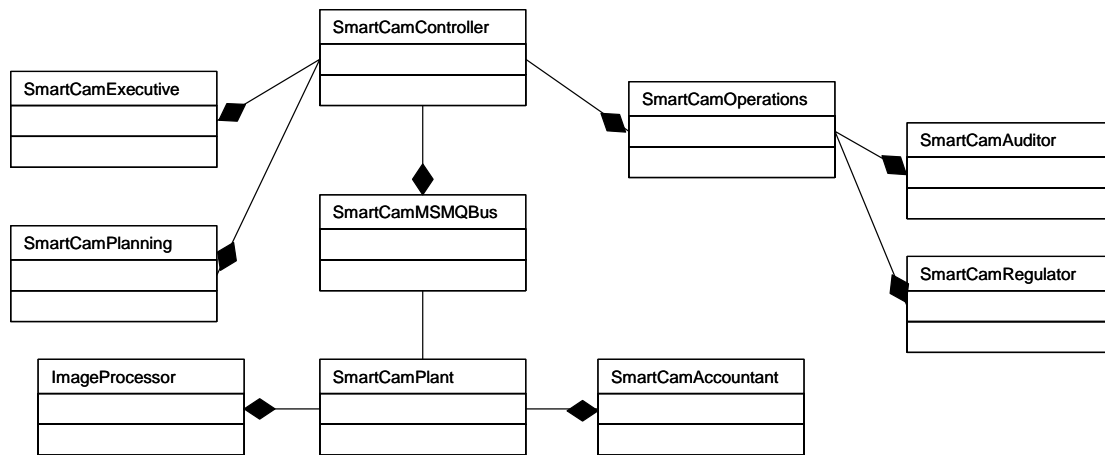 SmartCamController
SmartCamExecutive
SmartCamOperations
SmartCamAuditor
SmartCamMSMQBus
SmartCamPlanning
SmartCamRegulator
ImageProcessor
SmartCamPlant
SmartCamAccountant